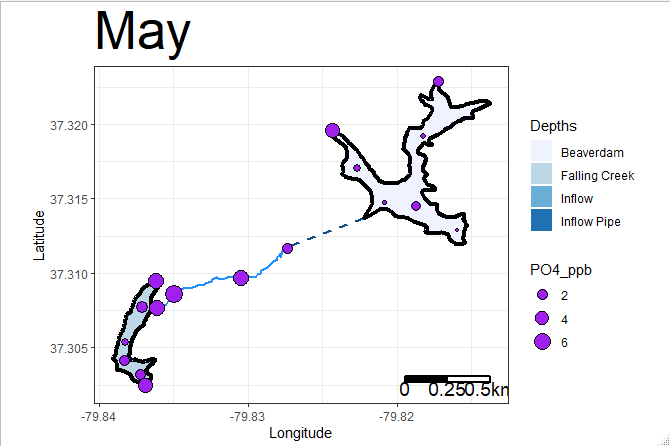 May
37.320
37.315
37.310
37.305
Latitude
-79.84
-79.83
-79.82
Longitude
0 0.25 0.5km
Depths
Beaverdam
Falling Creek
Inflow
Inflow Pipe
PO4_ppb
2
4
6